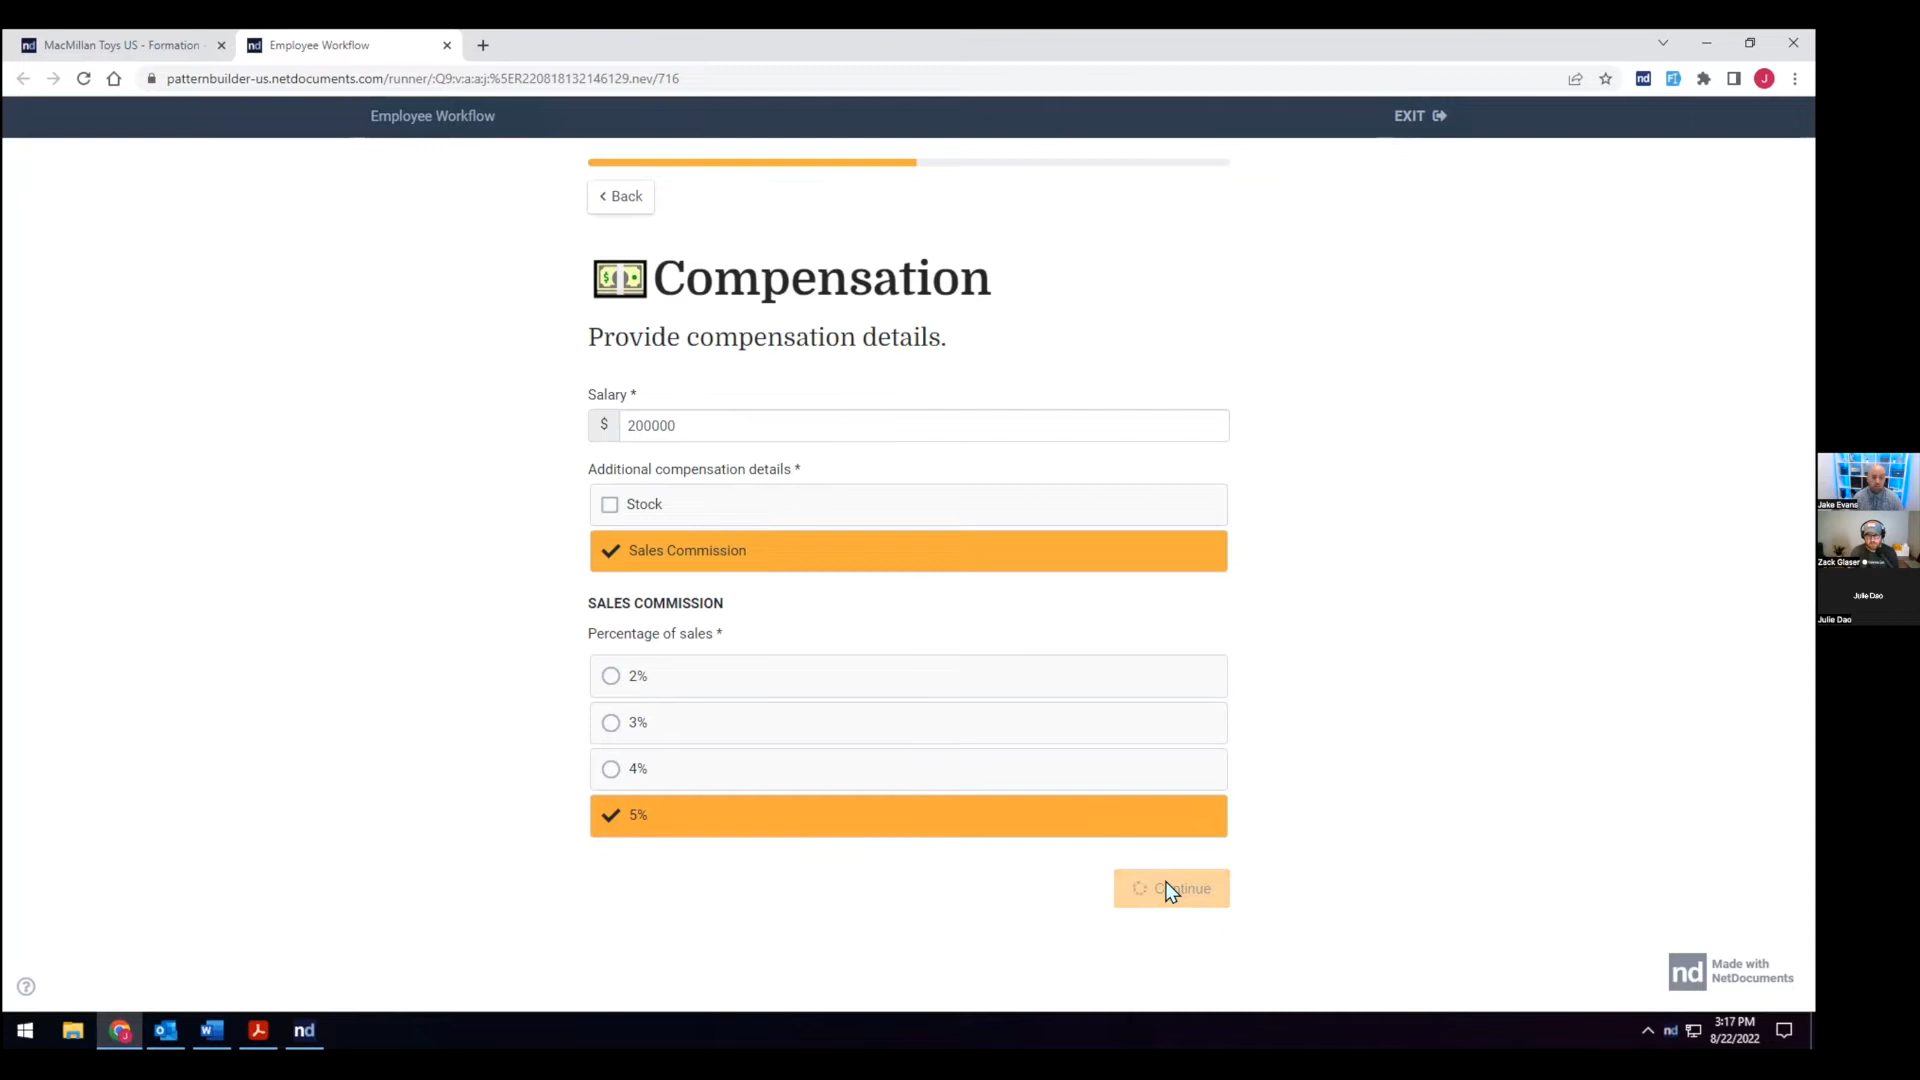 MacMillan Toys US - Formation
Employee Workflow
patternbuilder-us.netdocuments.com/runner/:Q9:v:a:a:j:%5ER220818132146129.nev/716
J
Employee Workflow
EXIT
Back
Compensation
Provide compensation details.
Salary *
$ 200000
Additional compensation details *
Stock
Sales Commission
SALES COMMISSION
Percentage of sales *
2%
3%
4%
5%
Continue
nd Made with
NetDocuments
Jake Evans
Zack Glaser
Julie Dao
Julie Dao
3:17 PM
8/22/2022